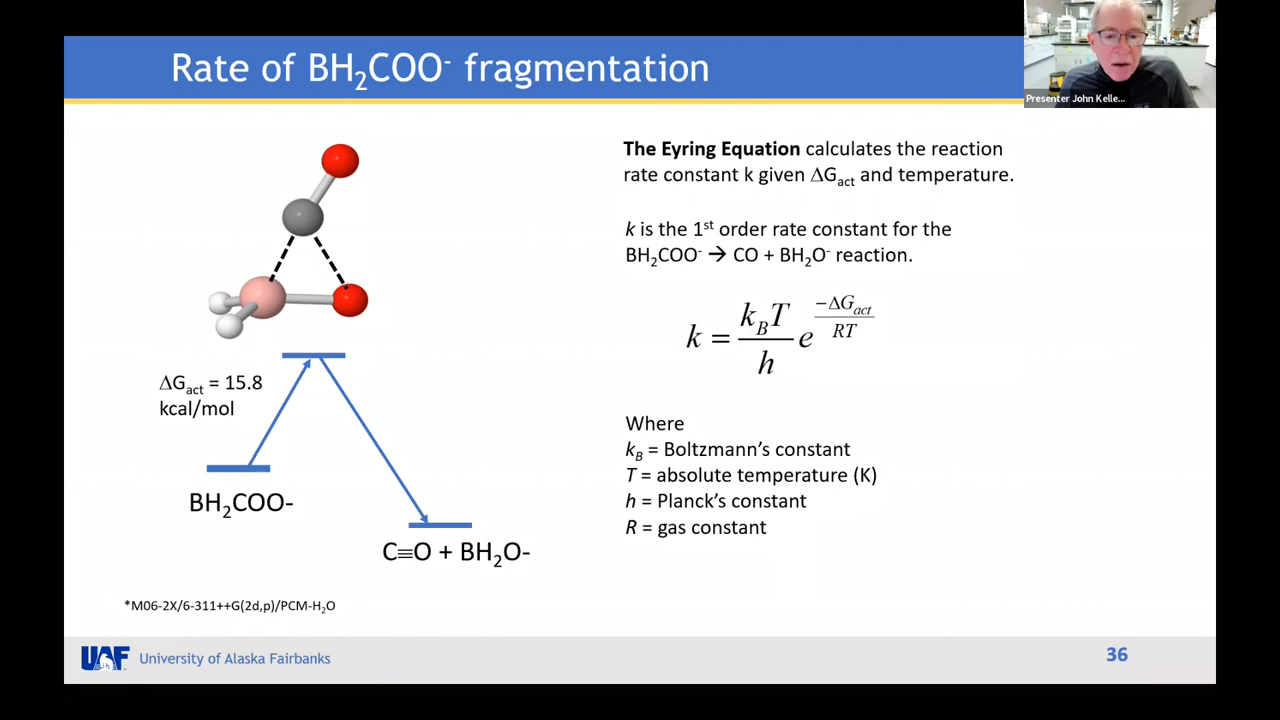 Rate of BH₂COO⁻ fragmentation
Presenter John Kelle...
The Eyring Equation calculates the reaction
rate constant k given ΔGact and temperature.
k is the 1st order rate constant for the
BH₂COO⁻ → CO + BH₂O⁻ reaction.
k = kBT/h e^(-ΔGact/RT)
ΔGact = 15.8
kcal/mol
BH₂COO-
C≡O + BH₂O-
Where
kB = Boltzmann's constant
T = absolute temperature (K)
h = Planck's constant
R = gas constant
*M06-2X/6-311++G(2d,p)/PCM-H₂O
UAF University of Alaska Fairbanks
36